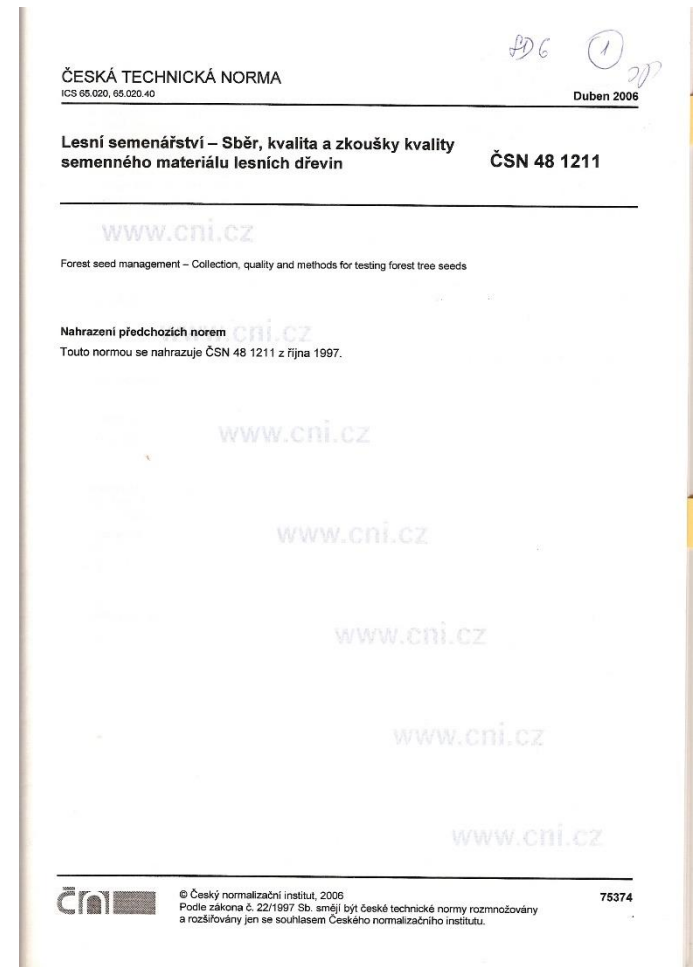 ČESKÁ TECHNICKÁ NORMA
ICS 65.020, 65.020.40
Duben 2006
Lesní semenářství – Sběr, kvalita a zkoušky kvality
semenného materiálu lesních dřevin
ČSN 48 1211
www.cni.cz
Forest seed management – Collection, quality and methods for testing forest tree seeds
Nahrazení předchozích norem
www.cni.cz
Touto normou se nahrazuje ČSN 48 1211 z října 1997.
www.cni.cz
www.cni.cz
www.cni.cz
www.cni.cz
www.cni.cz
čni
© Český normalizační institut, 2006
Podle zákona č. 22/1997 Sb. smějí být české technické normy rozmnožovány
a rozšiřovány jen se souhlasem Českého normalizačního institutu.
75374